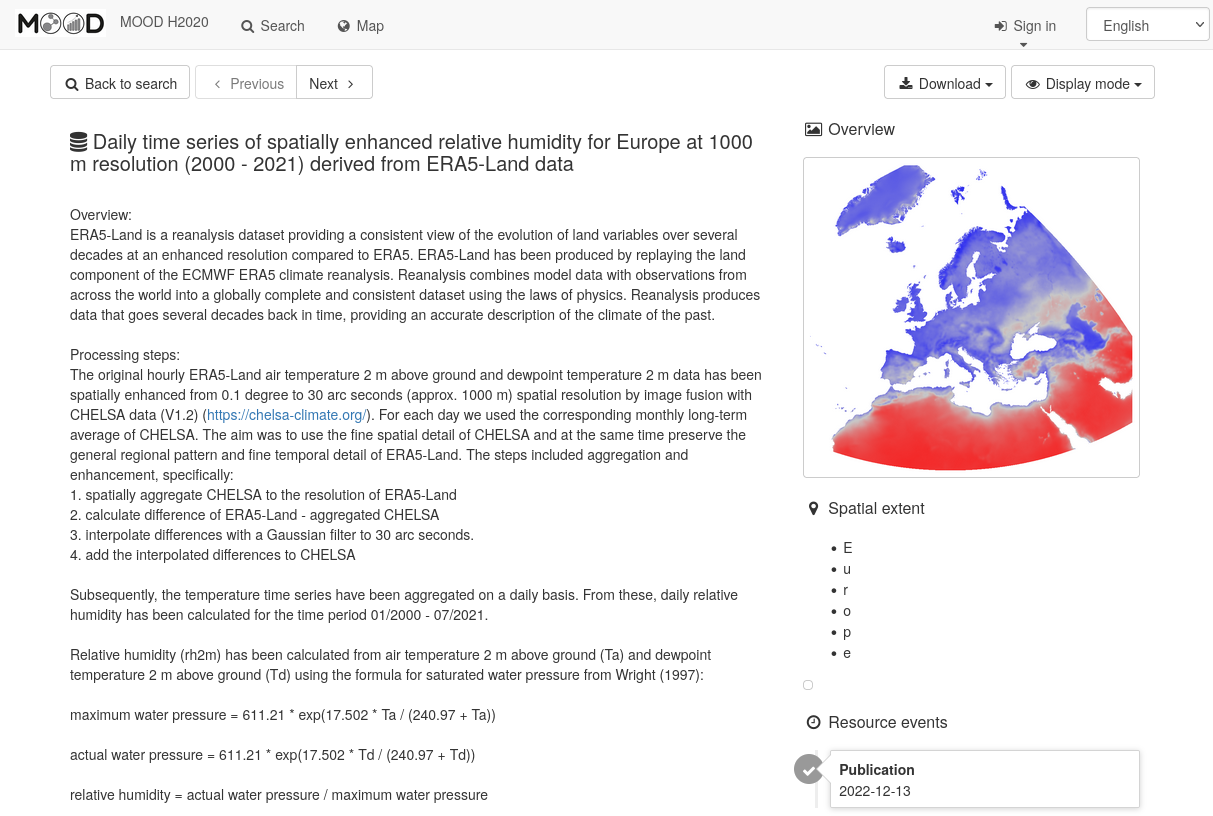 MOOD MOOD H2020 Search Map Sign in English
Back to search Previous Next Download Display mode
Daily time series of spatially enhanced relative humidity for Europe at 1000
m resolution (2000 - 2021) derived from ERA5-Land data
Overview:
ERA5-Land is a reanalysis dataset providing a consistent view of the evolution of land variables over several
decades at an enhanced resolution compared to ERA5. ERA5-Land has been produced by replaying the land
component of the ECMWF ERA5 climate reanalysis. Reanalysis combines model data with observations from
across the world into a globally complete and consistent dataset using the laws of physics. Reanalysis produces
data that goes several decades back in time, providing an accurate description of the climate of the past.
Processing steps:
The original hourly ERA5-Land air temperature 2 m above ground and dewpoint temperature 2 m data has been
spatially enhanced from 0.1 degree to 30 arc seconds (approx. 1000 m) spatial resolution by image fusion with
CHELSA data (V1.2) (https://chelsa-climate.org/). For each day we used the corresponding monthly long-term
average of CHELSA. The aim was to use the fine spatial detail of CHELSA and at the same time preserve the
general regional pattern and fine temporal detail of ERA5-Land. The steps included aggregation and
enhancement, specifically:
1. spatially aggregate CHELSA to the resolution of ERA5-Land
2. calculate difference of ERA5-Land - aggregated CHELSA
3. interpolate differences with a Gaussian filter to 30 arc seconds.
4. add the interpolated differences to CHELSA
Subsequently, the temperature time series have been aggregated on a daily basis. From these, daily relative
humidity has been calculated for the time period 01/2000 - 07/2021.
Relative humidity (rh2m) has been calculated from air temperature 2 m above ground (Ta) and dewpoint
temperature 2 m above ground (Td) using the formula for saturated water pressure from Wright (1997):
maximum water pressure = 611.21 * exp(17.502 * Ta / (240.97 + Ta))
actual water pressure = 611.21 * exp(17.502 * Td / (240.97 + Td))
relative humidity = actual water pressure / maximum water pressure
Overview
Spatial extent
• E
• u
• r
• o
• p
• e
Resource events
Publication
2022-12-13